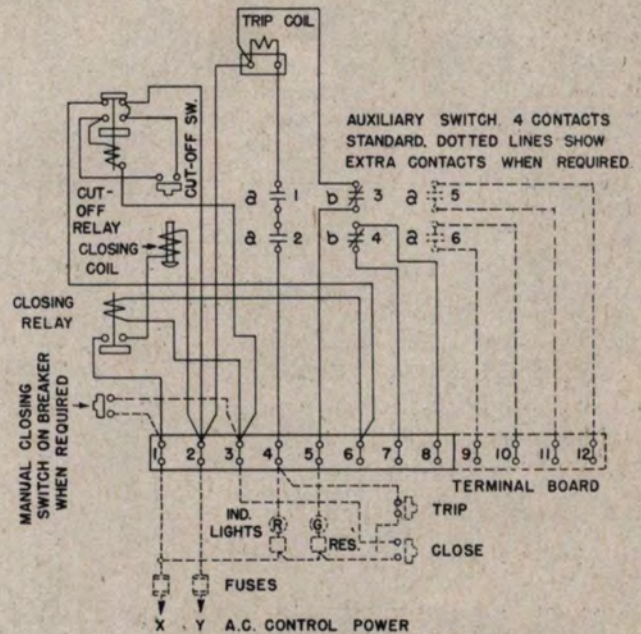 TRIP COIL
CUT-OFF SW.
AUXILIARY SWITCH. 4 CONTACTS
STANDARD. DOTTED LINES SHOW
EXTRA CONTACTS WHEN REQUIRED.
CUT-
OFF
RELAY
CLOSING
COIL
a 1 b 3 a 5
a 2 b 4 a 6
CLOSING
RELAY
MANUAL CLOSING
SWITCH ON BREAKER
WHEN REQUIRED
1 2 3 4 5 6 7 8 9 10 11 12
TERMINAL BOARD
IND.
LIGHTS
R G
RES.
TRIP
CLOSE
FUSES
X Y A.C. CONTROL POWER